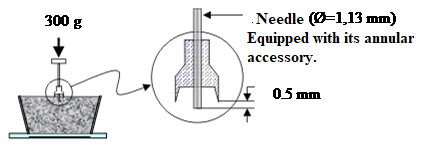 300 g
. Needle (Ø=1,13 mm)
Equipped with its annular
accessory.
0.5 mm